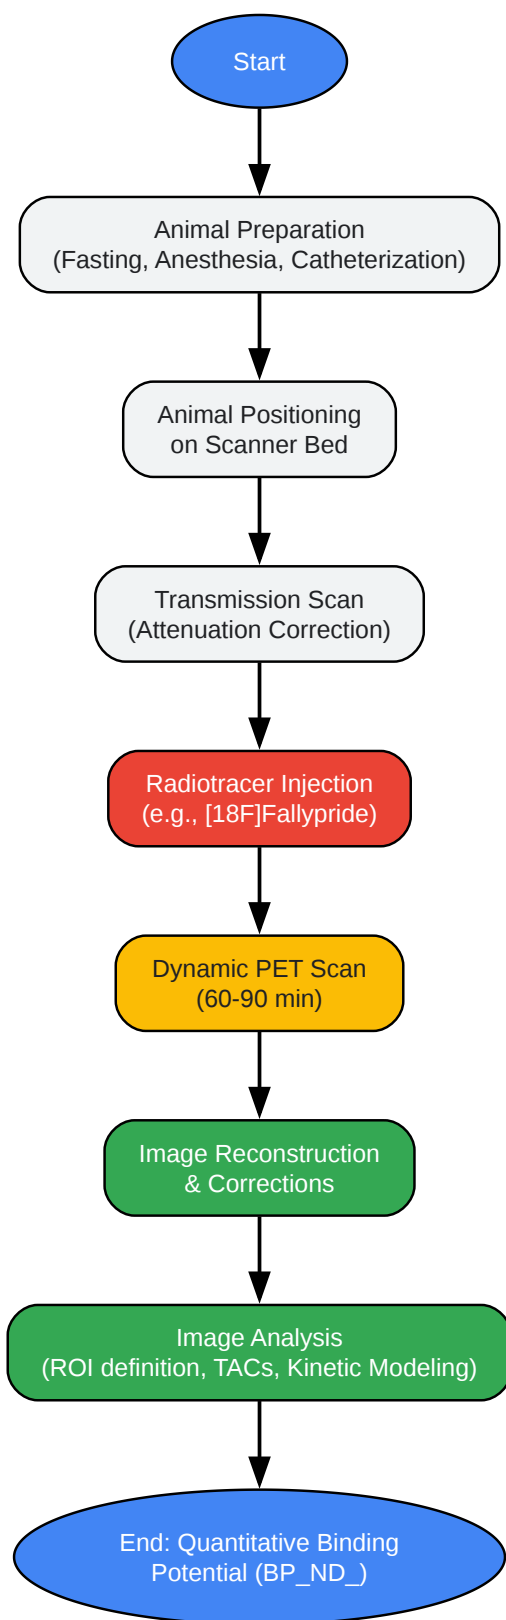 Start
Animal Preparation
(Fasting, Anesthesia, Catheterization)
Animal Positioning
on Scanner Bed
Transmission Scan
(Attenuation Correction)
Radiotracer Injection
(e.g., [18F]Fallypride)
Dynamic PET Scan
(60-90 min)
Image Reconstruction
& Corrections
Image Analysis
(ROI definition, TACs, Kinetic Modeling)
End: Quantitative Binding
Potential (BP_ND_)